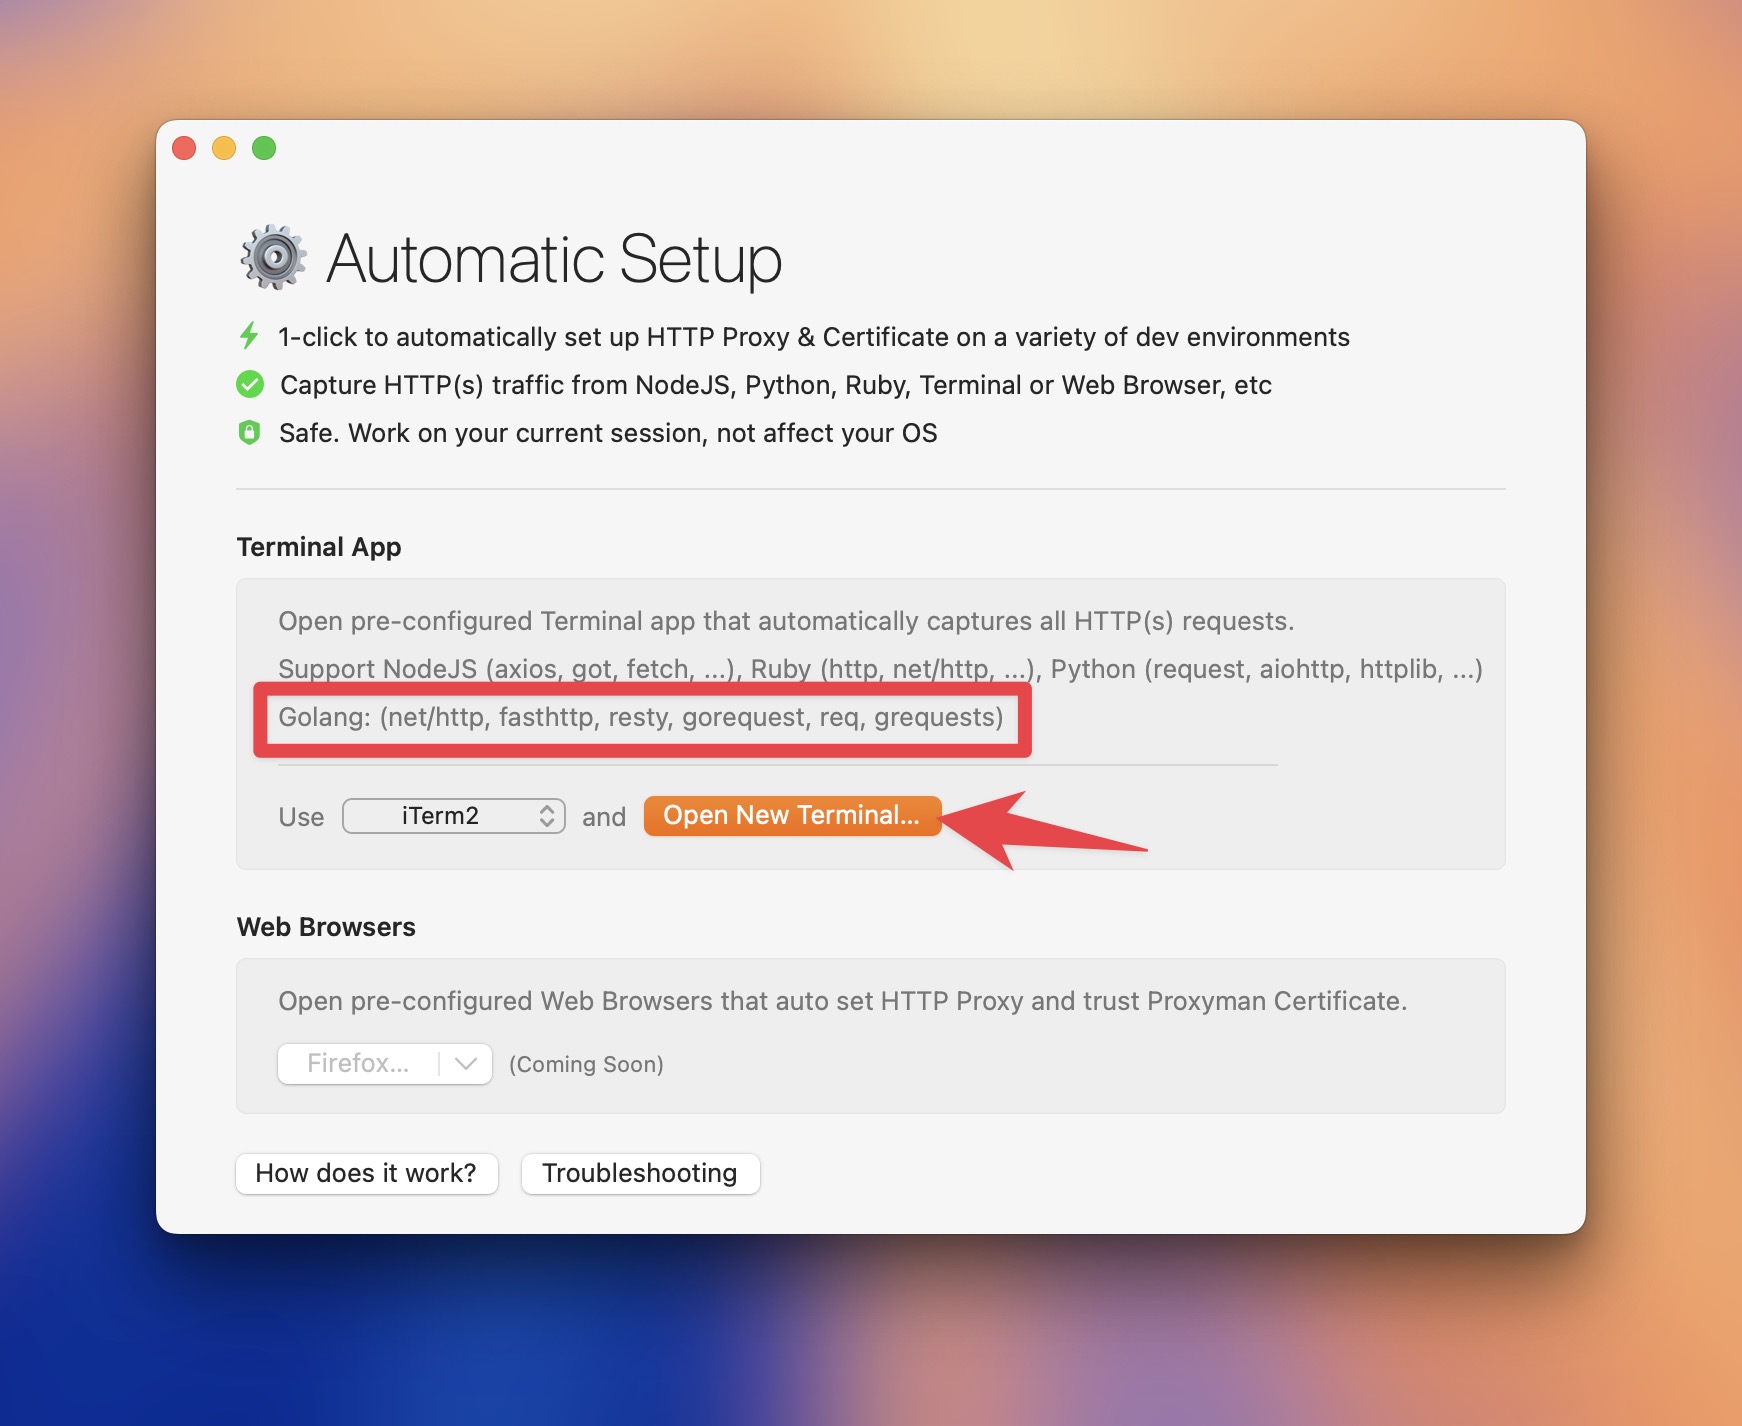 Automatic Setup
1-click to automatically set up HTTP Proxy & Certificate on a variety of dev environments
Capture HTTP(s) traffic from NodeJS, Python, Ruby, Terminal or Web Browser, etc
Safe. Work on your current session, not affect your OS
Terminal App
Open pre-configured Terminal app that automatically captures all HTTP(s) requests.
Support NodeJS (axios, got, fetch, ...), Ruby (http, net/http, ...), Python (request, aiohttp, httplib, ...)
Golang: (net/http, fasthttp, resty, gorequest, req, grequests)
Use iTerm2 and Open New Terminal...
Web Browsers
Open pre-configured Web Browsers that auto set HTTP Proxy and trust Proxyman Certificate.
Firefox... (Coming Soon)
How does it work? Troubleshooting